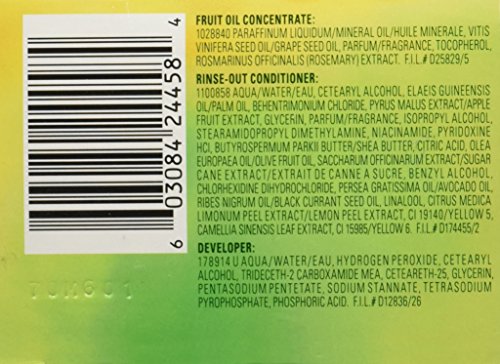 FRUIT OIL CONCENTRATE:
1028840 PARAFFINUM LIQUIDUM/MINERAL OIL/HUILE MINERALE, VITIS
VINIFERA SEED OIL/GRAPE SEED OIL, PARFUM/FRAGRANCE, TOCOPHEROL,
ROSMARINUS OFFICINALIS (ROSEMARY) EXTRACT. F.I.L.# D25829/5
RINSE-OUT CONDITIONER:
1100858 AQUA/WATER/EAU, CETEARYL ALCOHOL, ELAEIS GUINEENSIS
OIL/PALM OIL, BEHENTRIMONIUM CHLORIDE, PYRUS MALUS EXTRACT/APPLE
FRUIT EXTRACT, GLYCERIN, PARFUM/FRAGRANCE, ISOPROPYL ALCOHOL,
STEARAMIDOPROPYL DIMETHYLAMINE, NIACINAMIDE, PYRIDOXINE
HCI, BUTYROSPERMUM PARKII BUTTER/SHEA BUTTER, CITRIC ACID, OLEA
EUROPAEA OIL/OLIVE FRUIT OIL, SACCHARUM OFFICINARUM EXTRACT/SUGAR
CANE EXTRACT/EXTRAIT DE CANNE A SUCRE, BENZYL ALCOHOL,
CHLORHEXIDINE DIHYDROCHLORIDE, PERSEA GRATISSIMA OIL/AVOCADO OIL,
RIBES NIGRUM OIL/BLACK CURRANT SEED OIL, LINALOOL, CITRUS MEDICA
LIMONUM PEEL EXTRACT/LEMON PEEL EXTRACT, CI 19140/YELLOW 5,
CAMELLIA SINENSIS LEAF EXTRACT, CI 15985/YELLOW 6. F.I.L.# D174455/2
DEVELOPER:
178914 U AQUA/WATER/EAU, HYDROGEN PEROXIDE, CETEARYL
ALCOHOL, TRIDECETH-2 CARBOXAMIDE MEA, CETEARETH-25, GLYCERIN,
PENTASODIUM PENTETATE, SODIUM STANNATE, TETRASODIUM
PYROPHOSPHATE, PHOSPHORIC ACID. F.I.L.# D12836/26
6 03084 24458 4